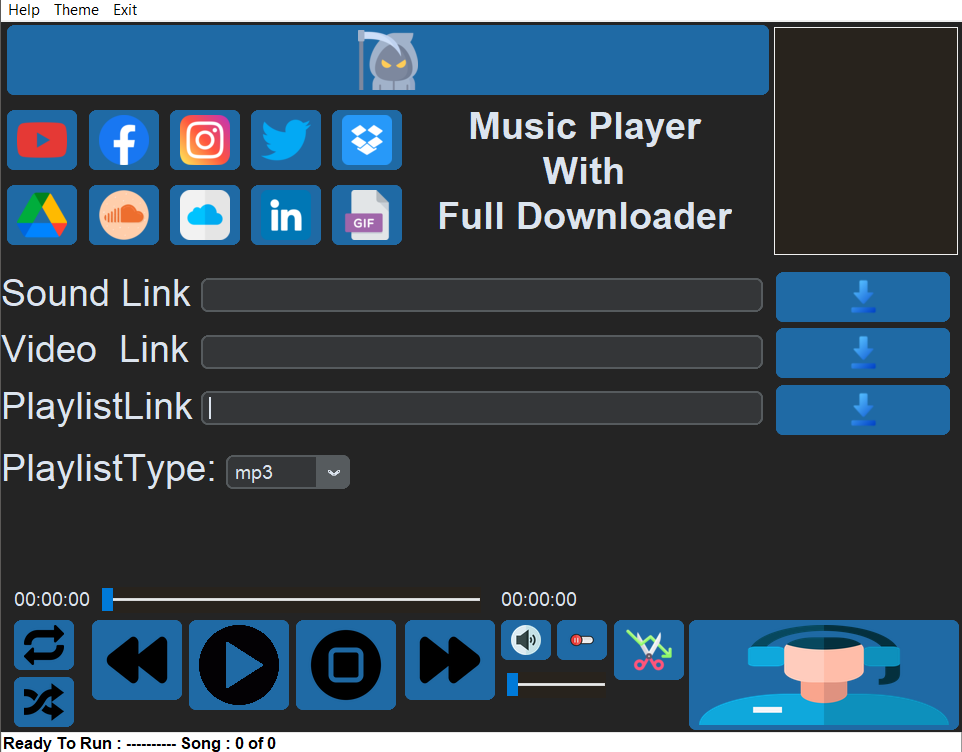 Help Theme Exit
Music Player
With
Full Downloader
in
GIF
Sound Link
Video Link
PlaylistLink
PlaylistType: mp3
00:00:00 00:00:00
Ready To Run : ---------- Song : 0 of 0